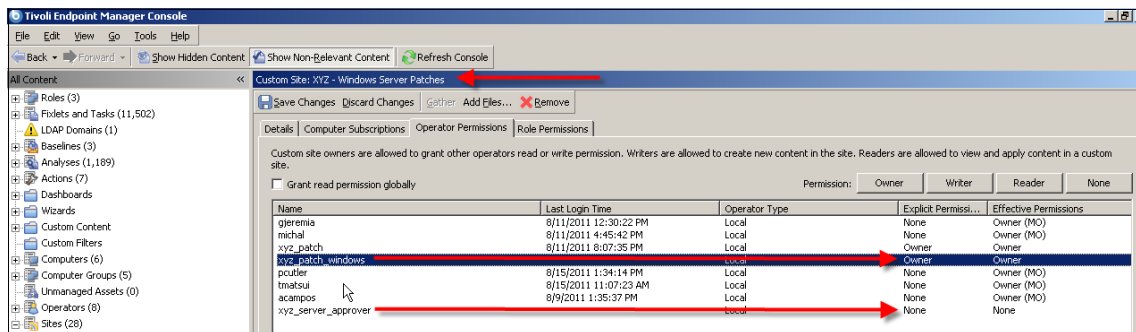 Tivoli Endpoint Manager Console
File Edit View Go Tools Help
Back Forward Show Hidden Content Show Non-Relevant Content Refresh Console
All Content « Custom Site: XYZ - Windows Server Patches
Roles (3)
Fixlets and Tasks (11,502)
LDAP Domains (1)
Baselines (3)
Analyses (1,189)
Actions (7)
Dashboards
Wizards
Custom Content
Custom Filters
Computers (6)
Computer Groups (5)
Unmanaged Assets (0)
Operators (8)
Sites (28)
Save Changes Discard Changes Gather Add Files... Remove
Details Computer Subscriptions Operator Permissions Role Permissions
Custom site owners are allowed to grant other operators read or write permission. Writers are allowed to create new content in the site. Readers are allowed to view and apply content in a custom
site.
Grant read permission globally Permission: Owner Writer Reader None
Name Last Login Time Operator Type Explicit Permissi... Effective Permissions
gjeremia 8/11/2011 12:30:22 PM Local None Owner (MO)
michal 8/11/2011 4:45:42 PM Local None Owner (MO)
xyz_patch 8/11/2011 8:07:35 PM Local Owner Owner
xyz_patch_windows Local Owner Owner
pcutler 8/15/2011 1:34:14 PM Local None Owner (MO)
tmatsui 8/15/2011 11:07:23 AM Local None Owner (MO)
acampos 8/9/2011 1:35:37 PM Local None Owner (MO)
xyz_server_approver Local None None